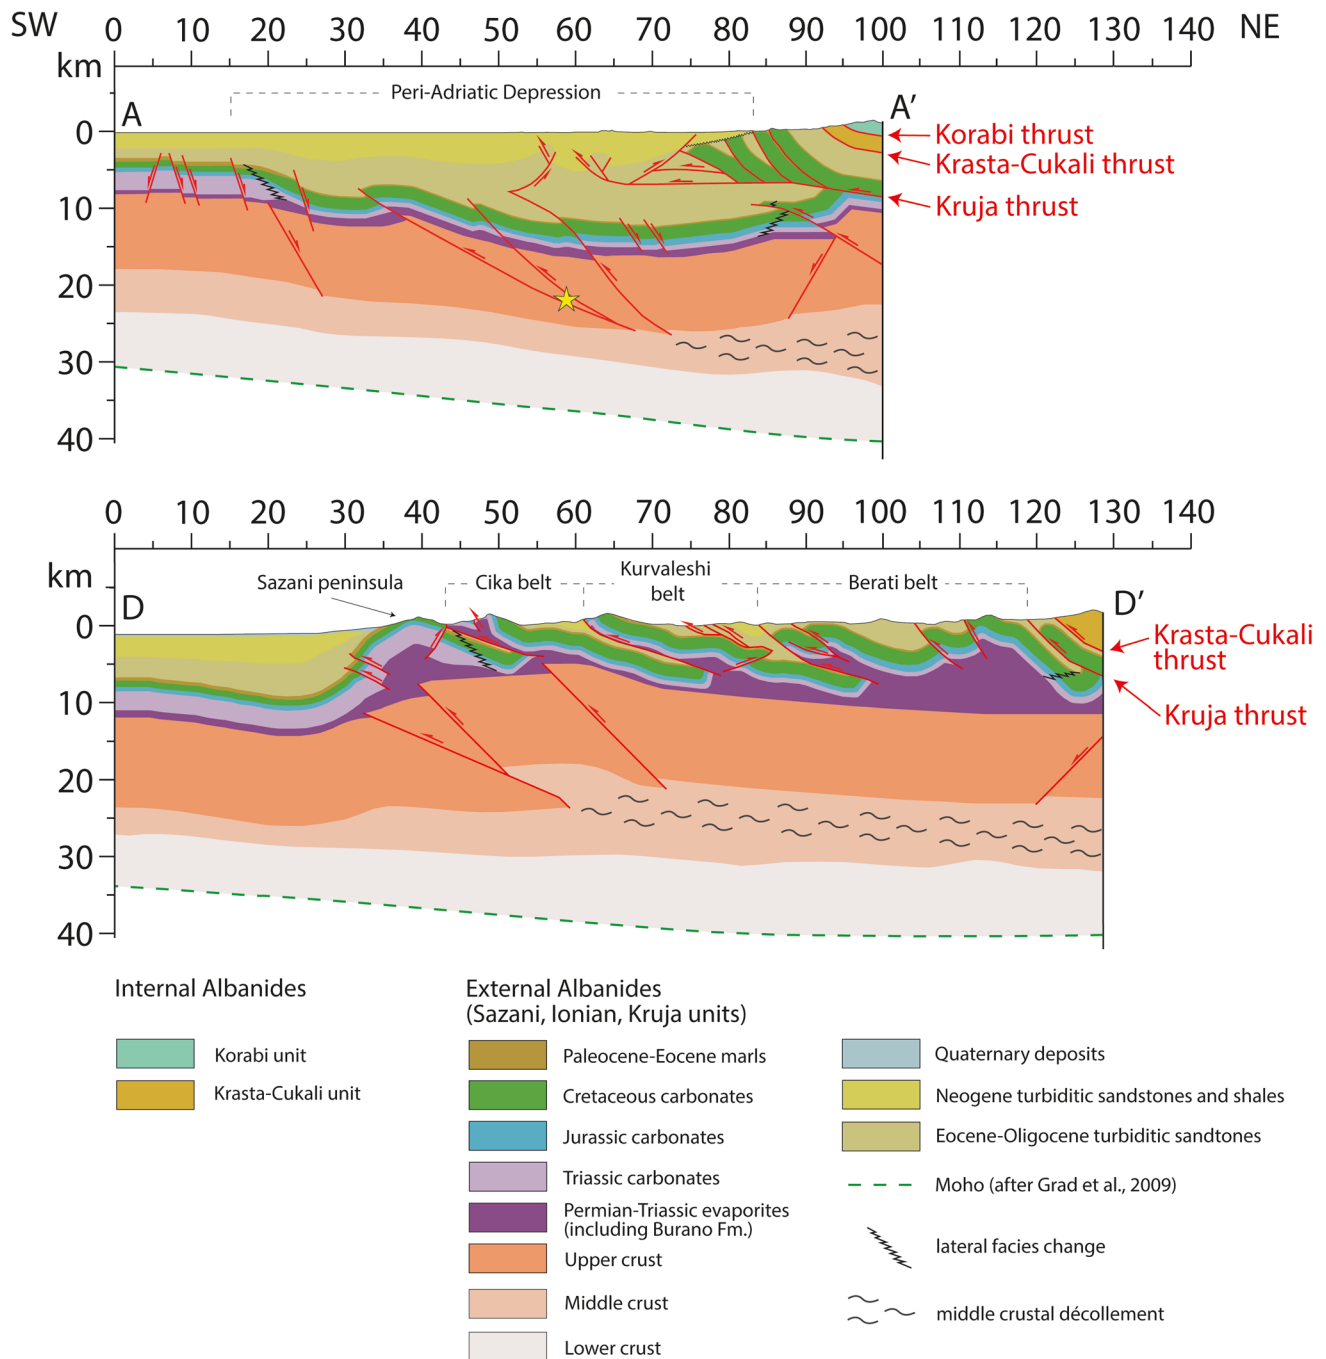 SW 0 10 20 30 40 50 60 70 80 90 100 110 120 130 140 NE
km
Peri-Adriatic Depression
A A’
0
10
20
30
40
Korabi thrust
Krasta-Cukali thrust
Kruja thrust
0 10 20 30 40 50 60 70 80 90 100 110 120 130 140
km
Sazani peninsula
Cika belt
Kurvaleshi
belt
Berati belt
D D’
0
10
20
30
40
Krasta-Cukali
thrust
Kruja thrust
Internal Albanides
Korabi unit
Krasta-Cukali unit
External Albanides
(Sazani, Ionian, Kruja units)
Paleocene-Eocene marls
Cretaceous carbonates
Jurassic carbonates
Triassic carbonates
Permian-Triassic evaporites
(including Burano Fm.)
Upper crust
Middle crust
Lower crust
Quaternary deposits
Neogene turbiditic sandstones and shales
Eocene-Oligocene turbiditic sandtones
Moho (after Grad et al., 2009)
lateral facies change
middle crustal décollement